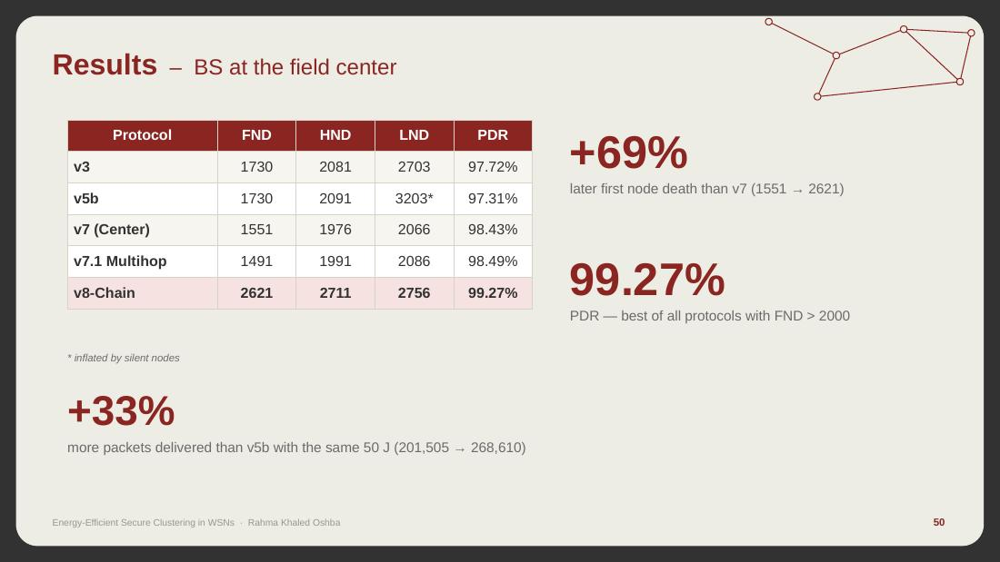 Results – BS at the field center
Protocol FND HND LND PDR
v3 1730 2081 2703 97.72%
v5b 1730 2091 3203* 97.31%
v7 (Center) 1551 1976 2066 98.43%
v7.1 Multihop 1491 1991 2086 98.49%
v8-Chain 2621 2711 2756 99.27%
* inflated by silent nodes
+69%
later first node death than v7 (1551 → 2621)
99.27%
PDR — best of all protocols with FND > 2000
+33%
more packets delivered than v5b with the same 50 J (201,505 → 268,610)
Energy-Efficient Secure Clustering in WSNs · Rahma Khaled Oshba
50